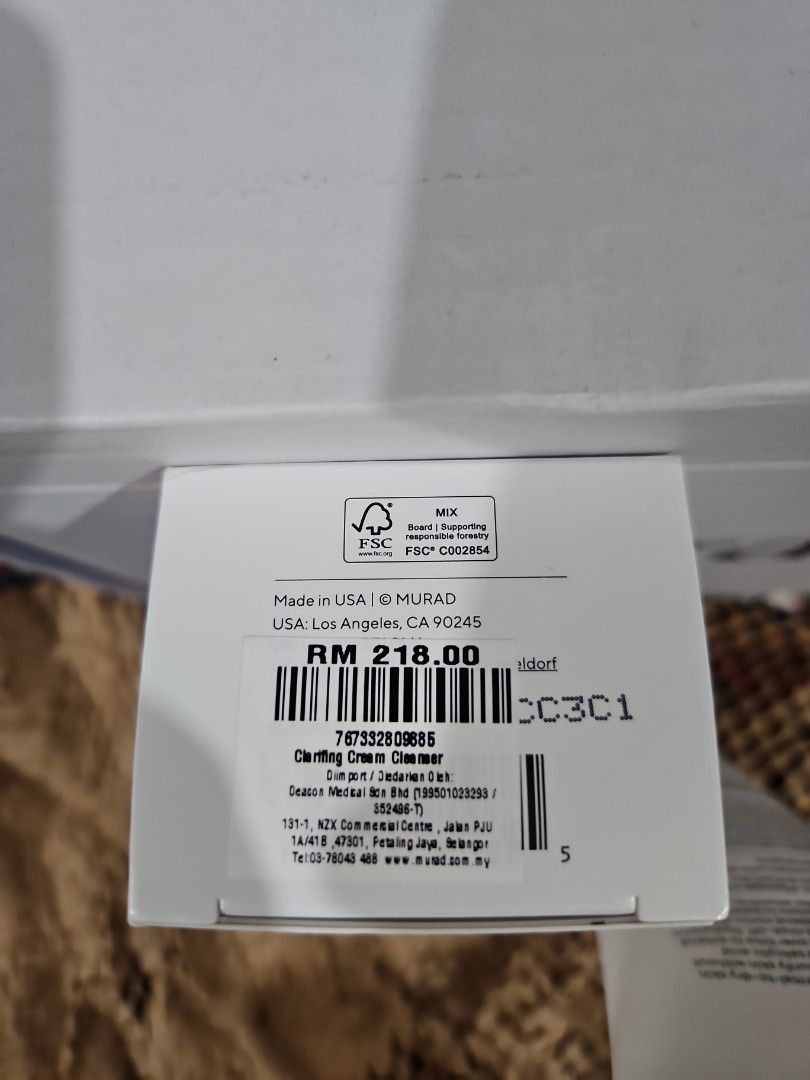 MIX
Board | Supporting
responsible forestry
FSC® C002854
FSC
www.fsc.org
Made in USA | © MURAD
USA: Los Angeles, CA 90245
eldorf
RM 218.00
CC3C1
767332809885
Clarifing Cream Cleanser
Diimport / Diedarkan Oleh:
Deacon Medical Sdn Bhd (199501023293 /
352496-T)
131-1, NZX Commercial Centre , Jalan PJU
1A/41B ,47301, Petaling Jaya, Selangor
Tel:03-78043 488 www.murad.com.my
5